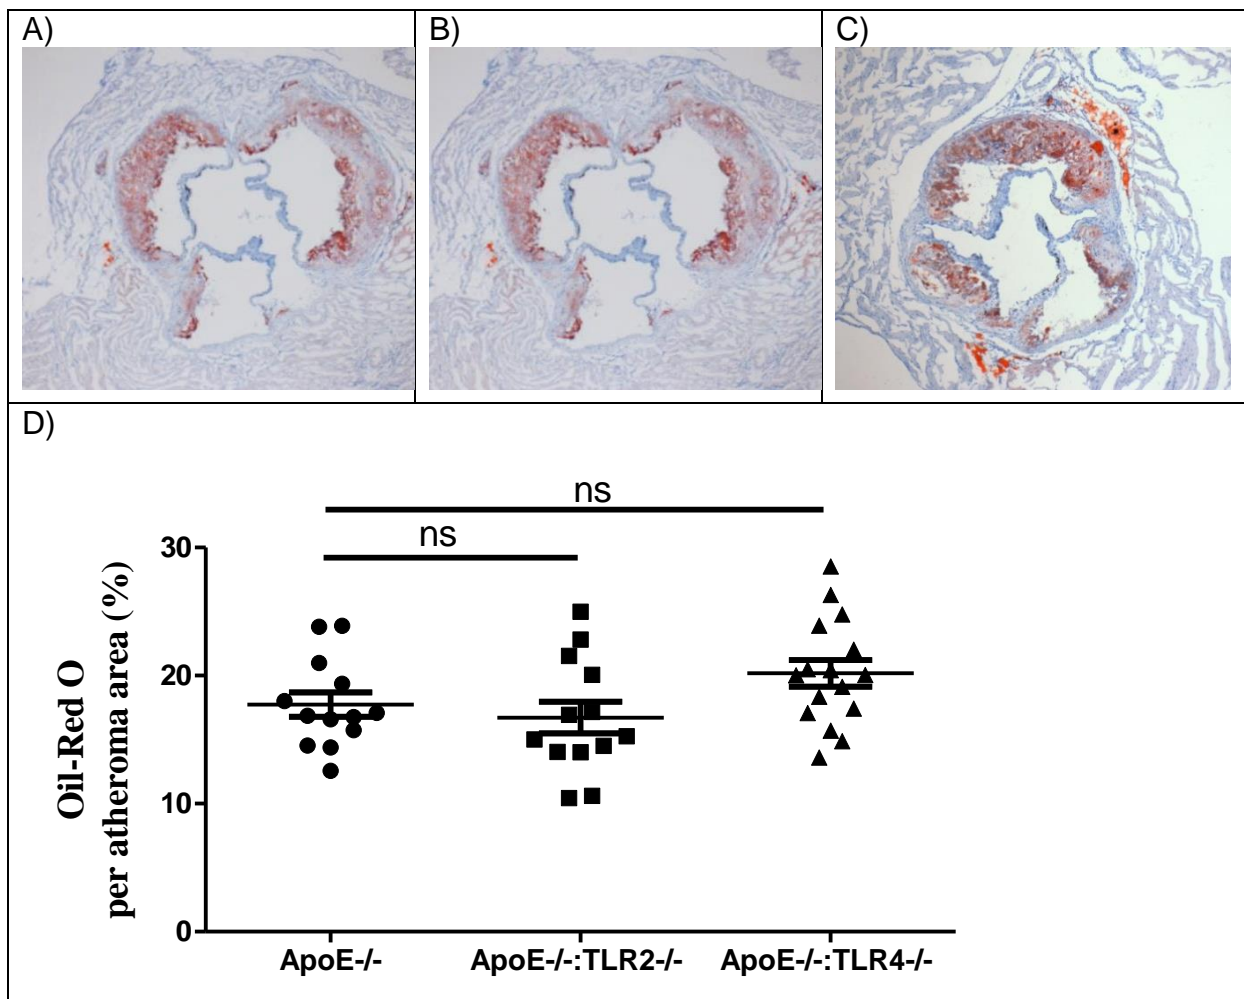 A)
B)
C)
D)
ns
ns
Oil-Red O
per atheroma area (%)
30
20
10
0
ApoE-/-
ApoE-/-:TLR2-/-
ApoE-/-:TLR4-/-